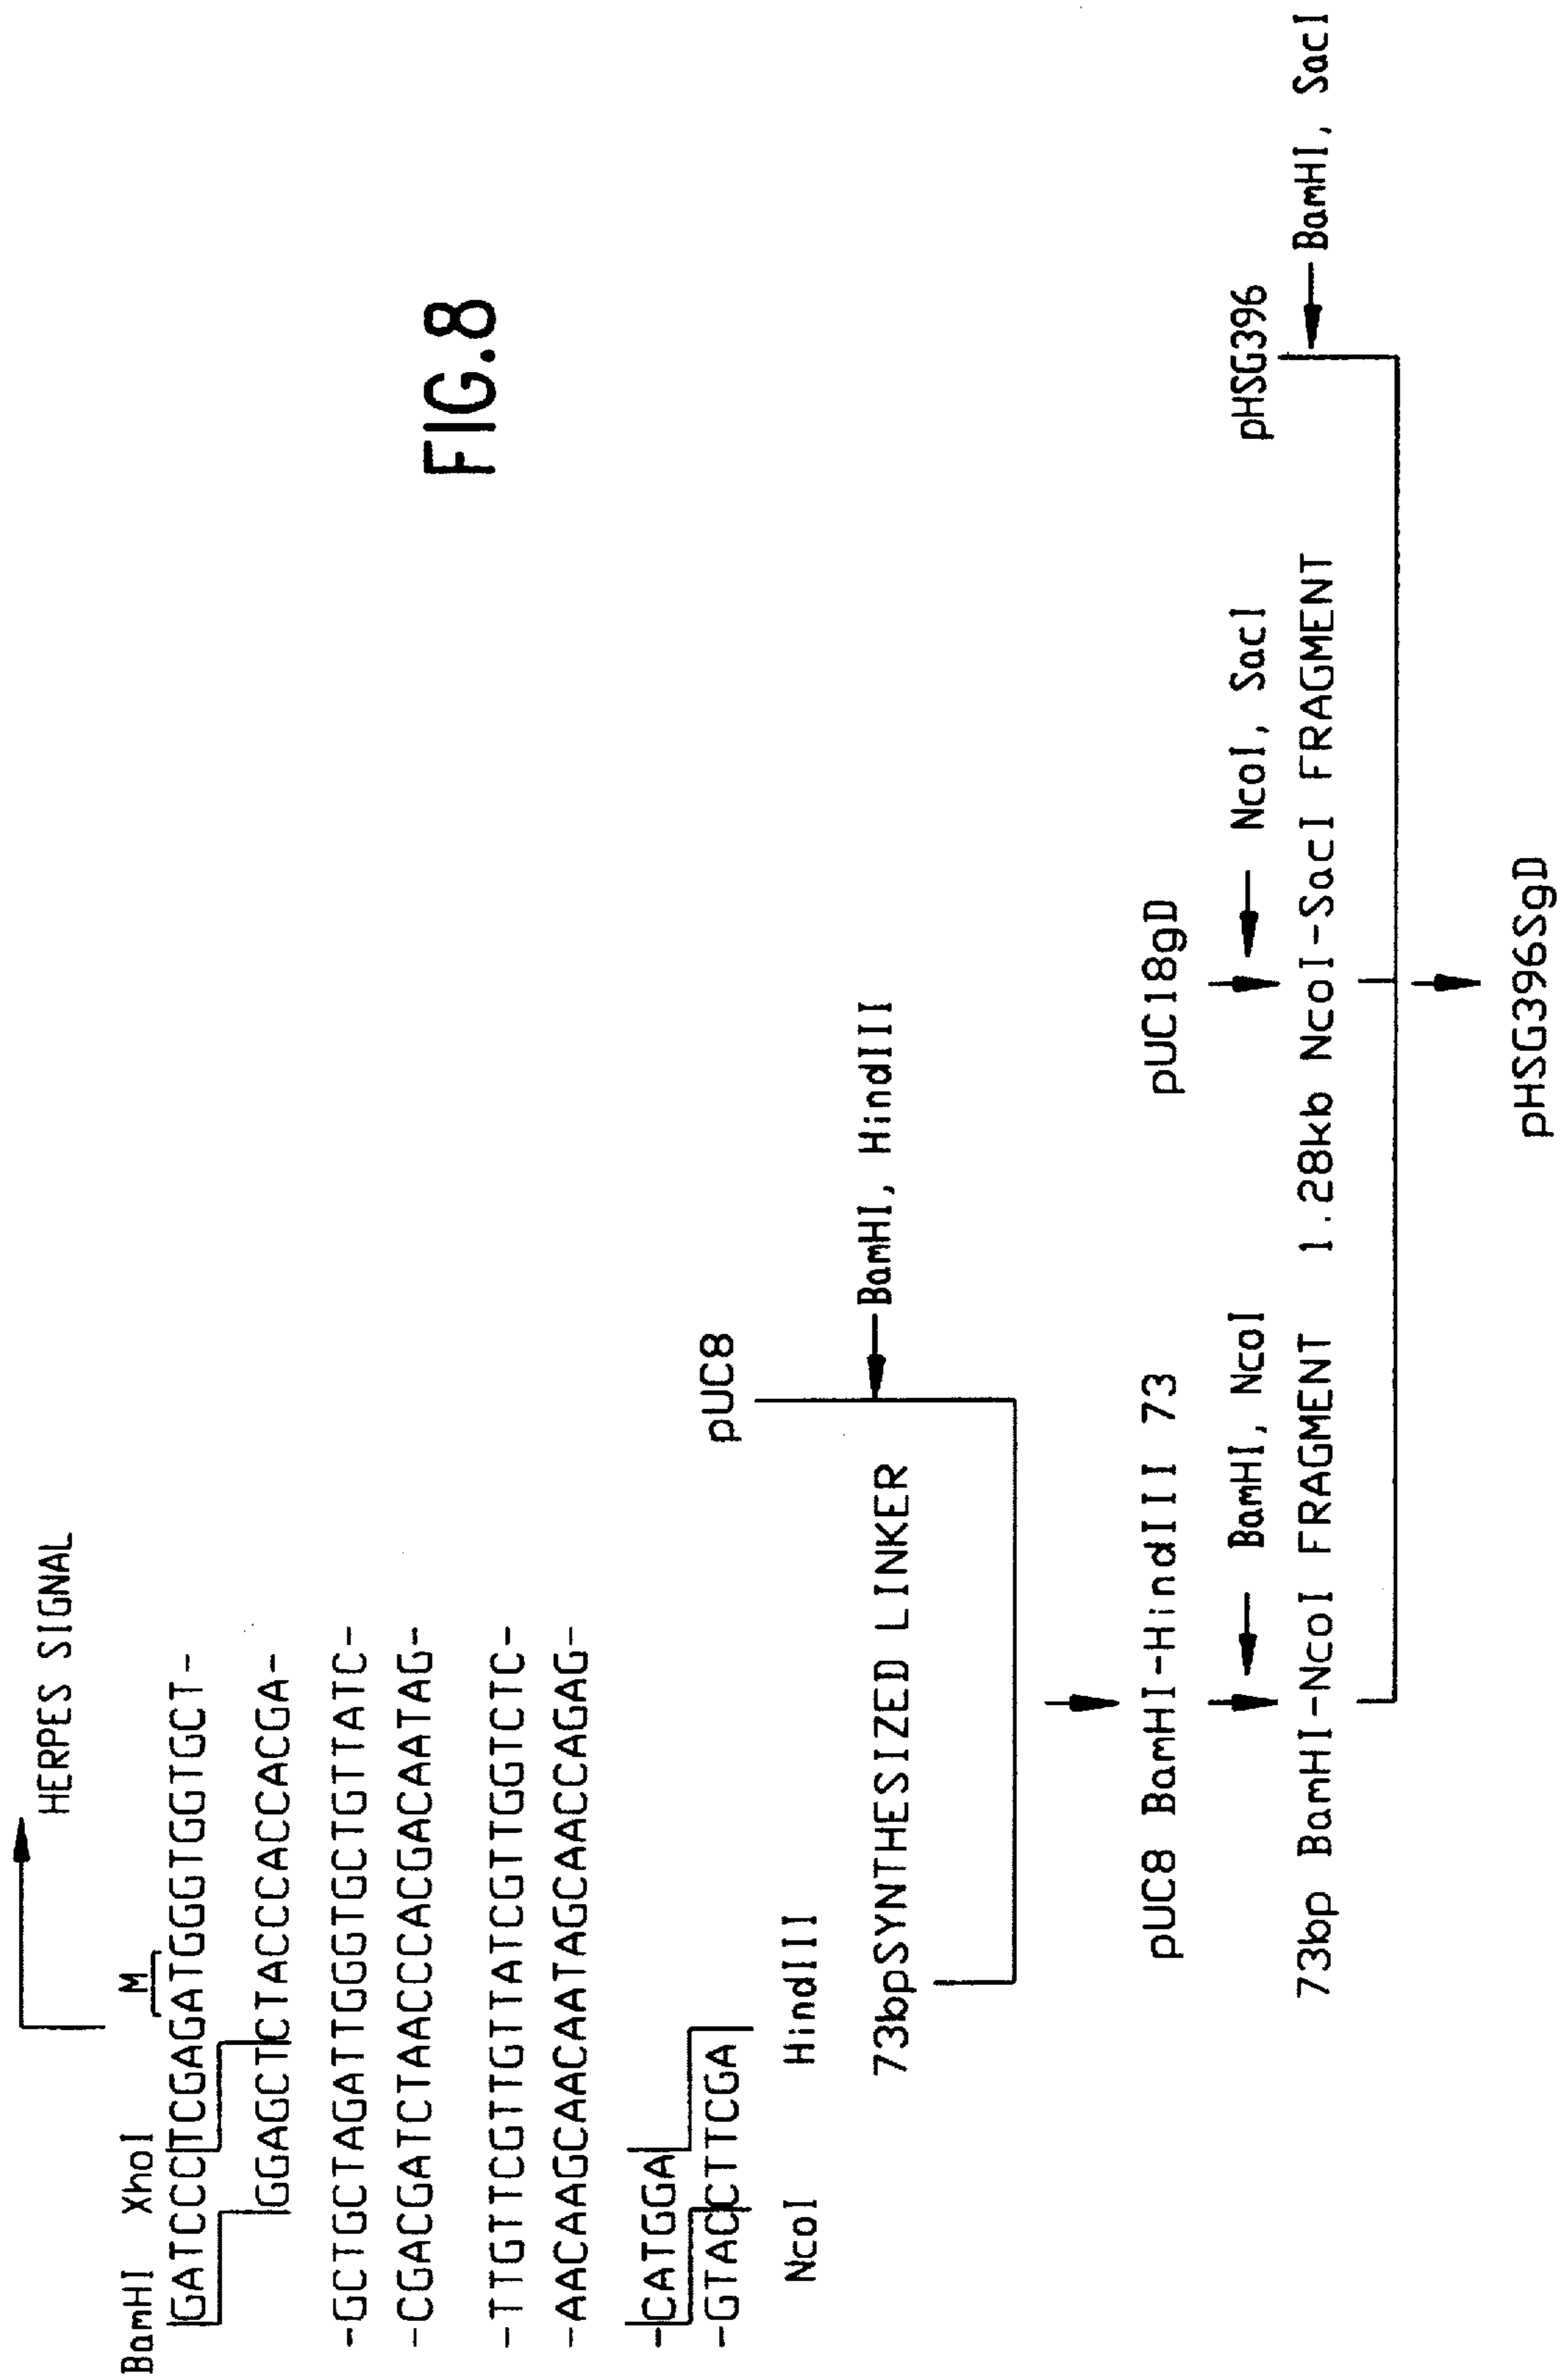 FIG.8
HERPES SIGNAL
BamHI XhoI M
GATCCCTCGAGATGGGTGGTGCT-
GGAGCTCTACCCACCACGA-
-GCTGCTAGATTGGGTGCTGTTATC-
-CGACGATCTAACCCACGACAATAG-
-TTGTTCGTTGTTATCGTTGGTCTC-
-AACAAGCAACAATAGCAACCAGAG-
-CATGGA
-GTACCTTCGA
NcoI HindIII
pUC8
73bpSYNTHESIZED LINKER
BamHI, HindIII
pUC8 BamHI-HindIII 73
BamHI, NcoI
73bp BamHI-NcoI FRAGMENT
pUC18gD
NcoI, SacI
1.28kb NcoI-SacI FRAGMENT
pHSG396
BamHI, SacI
pHSG396SgD